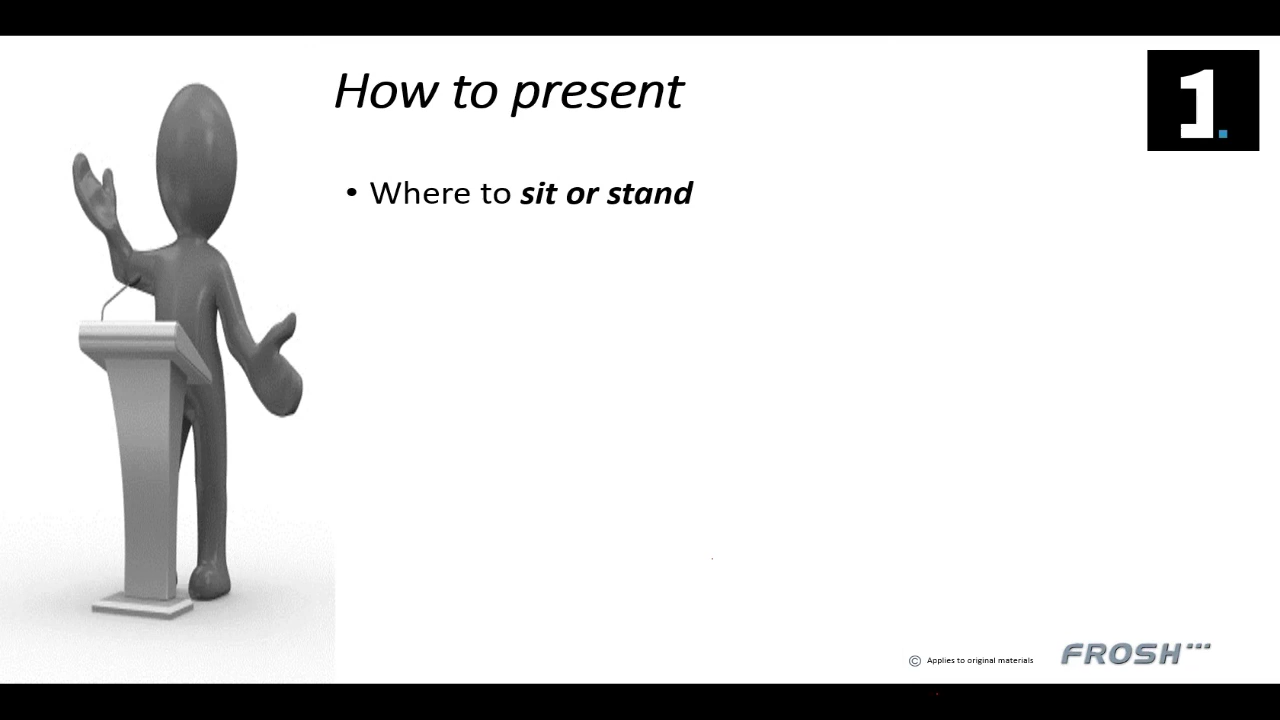 How to present
1.
• Where to sit or stand
© Applies to original materials
FROSH